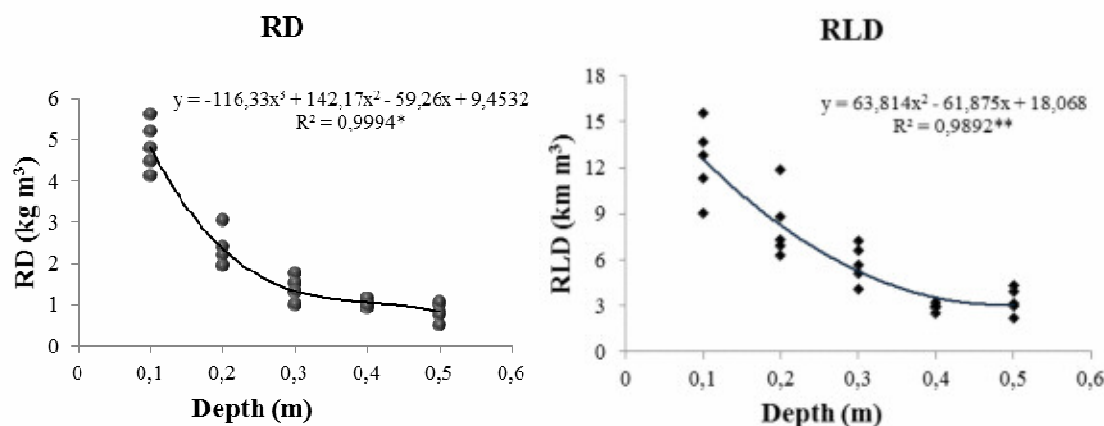 RD
y = -116,33x³ + 142,17x² - 59,26x + 9,4532
R² = 0,9994*
RD (kg m³)
6
5
4
3
2
1
0
0 0,1 0,2 0,3 0,4 0,5 0,6
Depth (m)
RLD
y = 63,814x² - 61,875x + 18,068
R² = 0,9892**
RLD (km m³)
18
15
12
9
6
3
0
0 0,1 0,2 0,3 0,4 0,5 0,6
Depth (m)